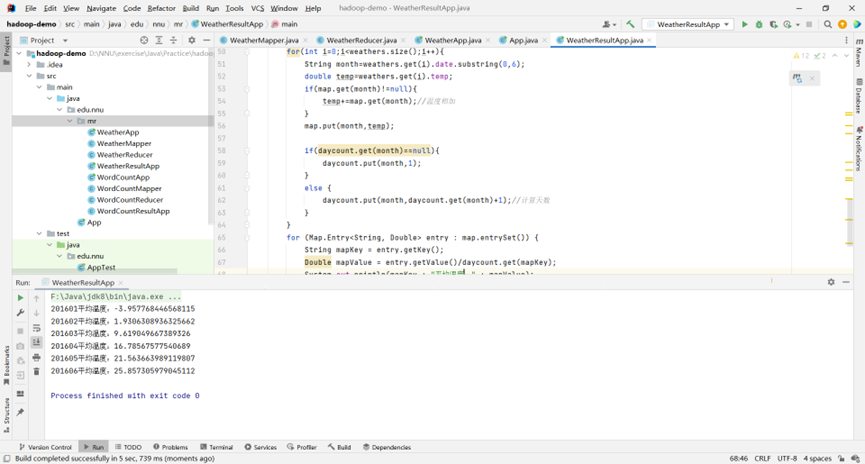 File Edit View Navigate Code Refactor Build Run Tools VCS Window Help hadoop-demo - WeatherResultApp.java
hadoop-demo src main java edu nnu mr WeatherResultApp main
WeatherResultApp
Project
WeatherMapper.java WeatherReducer.java WeatherApp.java App.java WeatherResultApp.java
hadoop-demo D:\NNU\exercise\Java\Practice\hadoo
.idea
src
main
java
edu.nnu
mr
WeatherApp
WeatherMapper
WeatherReducer
WeatherResultApp
WordCountApp
WordCountMapper
WordCountReducer
WordCountResultApp
App
test
java
edu.nnu
AppTest
50 for(int i=0;i<weathers.size();i++){
51 String month=weathers.get(i).date.substring(0,6);
52 double temp=weathers.get(i).temp;
53 if(map.get(month)!=null){
54 temp+=map.get(month);//温度相加
55 }
56 map.put(month,temp);
57
58 if(daycount.get(month)==null){
59 daycount.put(month,1);
60 }
61 else {
62 daycount.put(month,daycount.get(month)+1);//计算天数
63 }
64 }
65 for (Map.Entry<String, Double> entry : map.entrySet()) {
66 String mapKey = entry.getKey();
67 Double mapValue = entry.getValue()/daycount.get(mapKey);
12 2
Maven
Database
Notifications
Project
Bookmarks
Structure
Run: WeatherResultApp
F:\Java\jdk8\bin\java.exe ...
201601平均温度：-3.957768446568115
201602平均温度：1.9306308936325662
201603平均温度：9.619049667389326
201604平均温度：16.78567577540689
201605平均温度：21.563663989119807
201606平均温度：25.857305979045112
Process finished with exit code 0
Version Control Run TODO Problems Terminal Services Profiler Build Dependencies
Build completed successfully in 5 sec, 739 ms (moments ago) 68:46 CRLF UTF-8 4 spaces